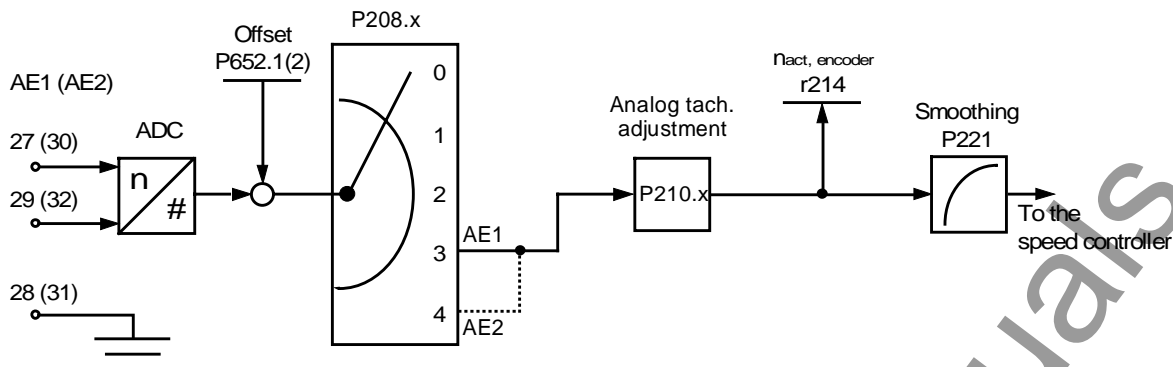 P208.x
Offset
P652.1(2)
AE1 (AE2)
27 (30)
29 (32)
28 (31)
ADC
n
#
0
1
2
3
4
AE1
AE2
Analog tach.
adjustment
P210.x
nact, encoder
r214
Smoothing
P221
To the
speed controller
uals